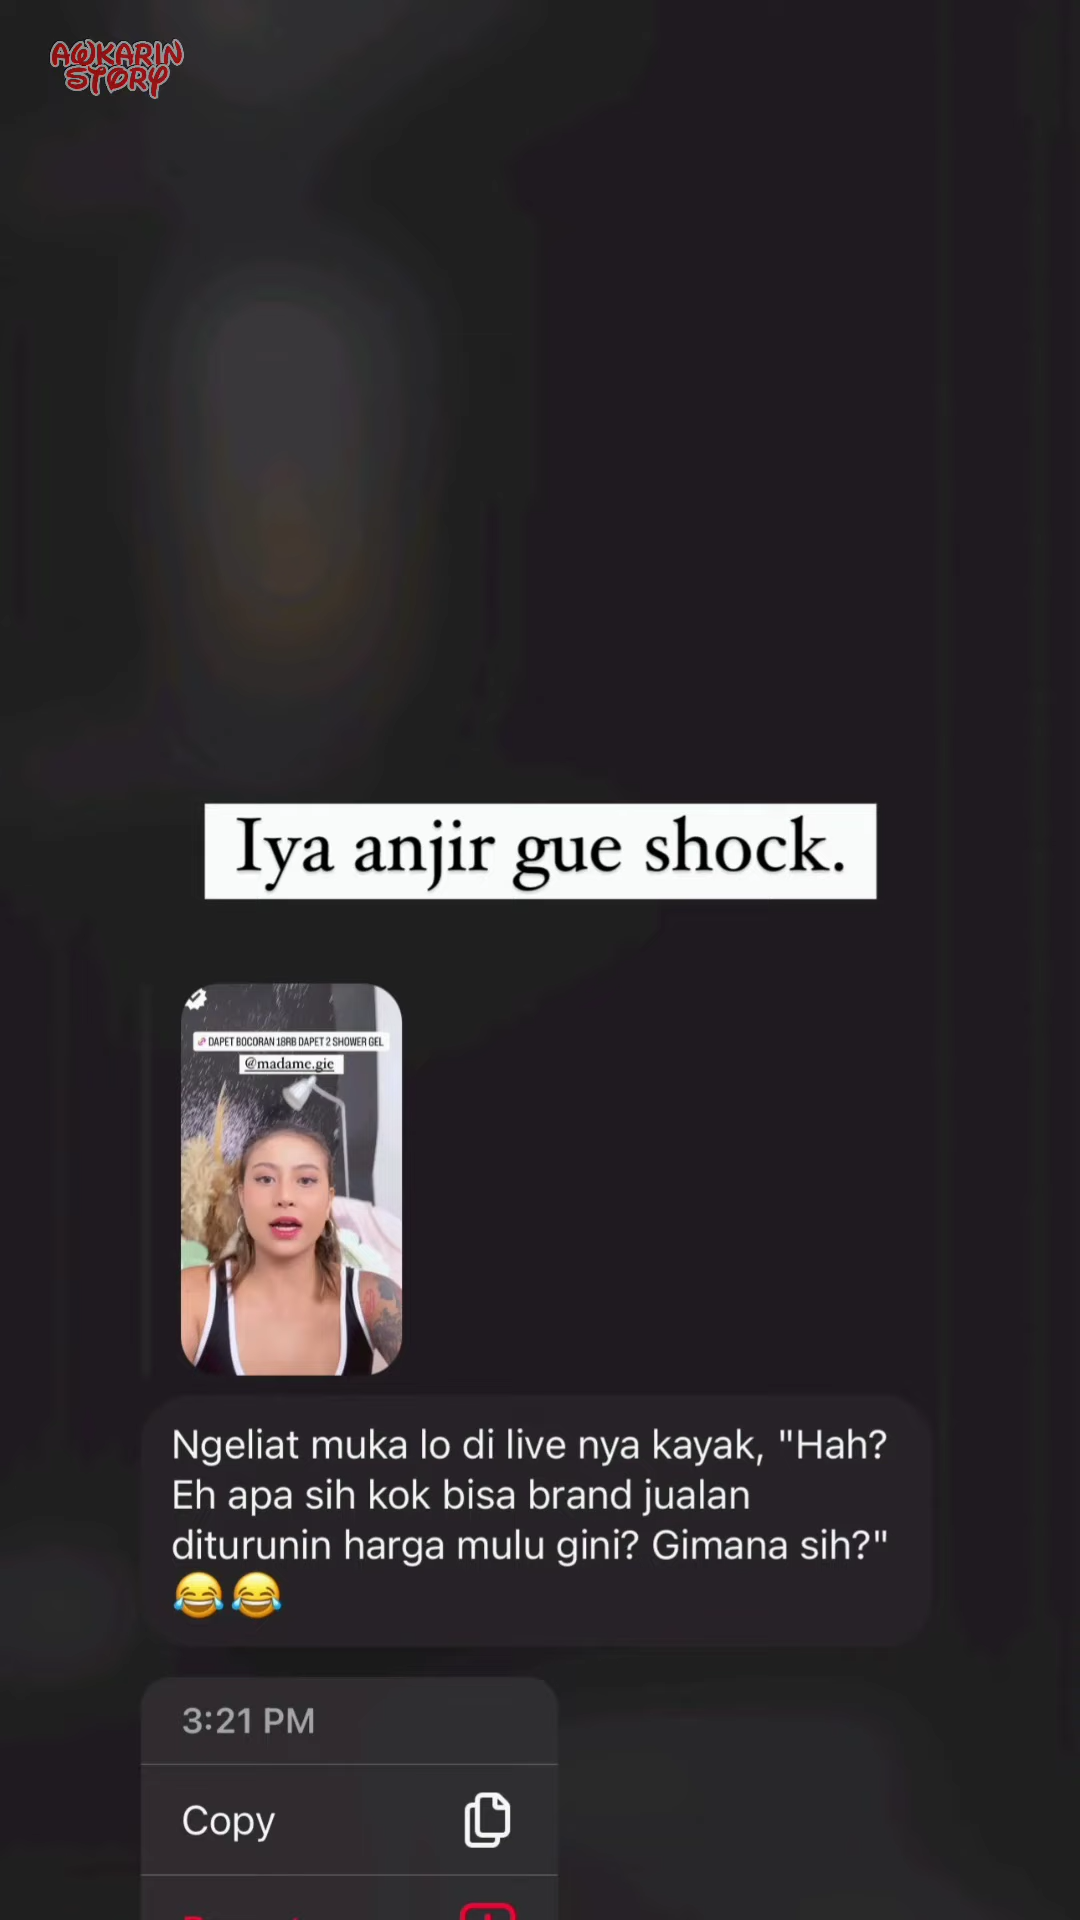 AWKARIN
STORY
Iya anjir gue shock.
DAPET BOCORAN 18RB DAPET 2 SHOWER GEL
@madame.gie
Ngeliat muka lo di live nya kayak, "Hah?
Eh apa sih kok bisa brand jualan
diturunin harga mulu gini? Gimana sih?"
😂😂
3:21 PM
Copy